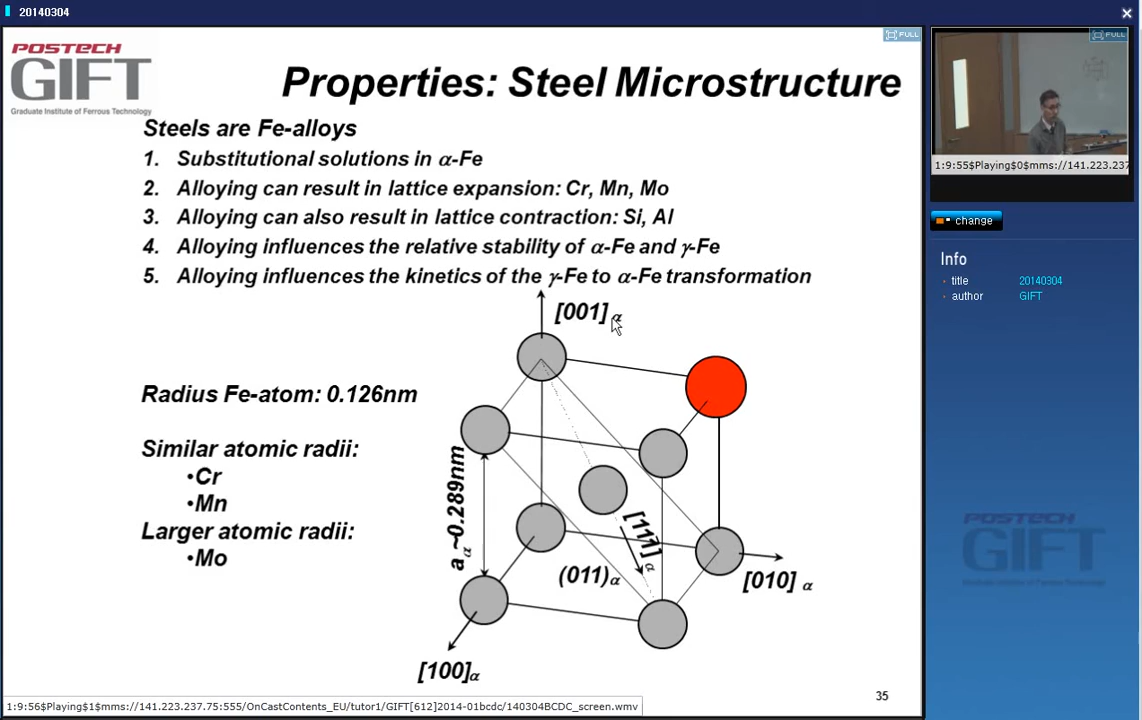 20140304
FULL
POSTECH
GIFT
Graduate Institute of Ferrous Technology
Properties: Steel Microstructure
Steels are Fe-alloys
1. Substitutional solutions in α-Fe
2. Alloying can result in lattice expansion: Cr, Mn, Mo
3. Alloying can also result in lattice contraction: Si, Al
4. Alloying influences the relative stability of α-Fe and γ-Fe
5. Alloying influences the kinetics of the γ-Fe to α-Fe transformation
[001]α
Radius Fe-atom: 0.126nm
Similar atomic radii:
•Cr
•Mn
Larger atomic radii:
•Mo
aα~0.289nm
[111]α
(011)α
[010]α
[100]α
35
1:9:56$Playing$1$mms://141.223.237.75:555/OnCastContents_EU/tutor1/GIFT[612]2014-01bcdc/140304BCDC_screen.wmv
FULL
1:9:55$Playing$0$mms://141.223.237
change
Info
title 20140304
author GIFT
POSTECH
GIFT